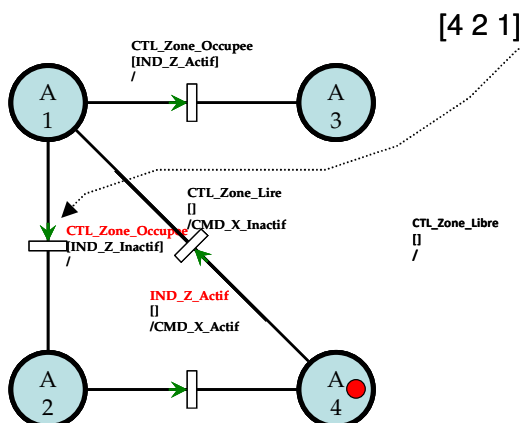 [4 2 1]
CTL_Zone_Occupee
[IND_Z_Actif]
/
A
1
A
3
CTL_Zone_Lire
[]
/CMD_X_Inactif
CTL_Zone_Libre
[]
/
CTL_Zone_Occupee
[IND_Z_Inactif]
/
IND_Z_Actif
[]
/CMD_X_Actif
A
2
A
4